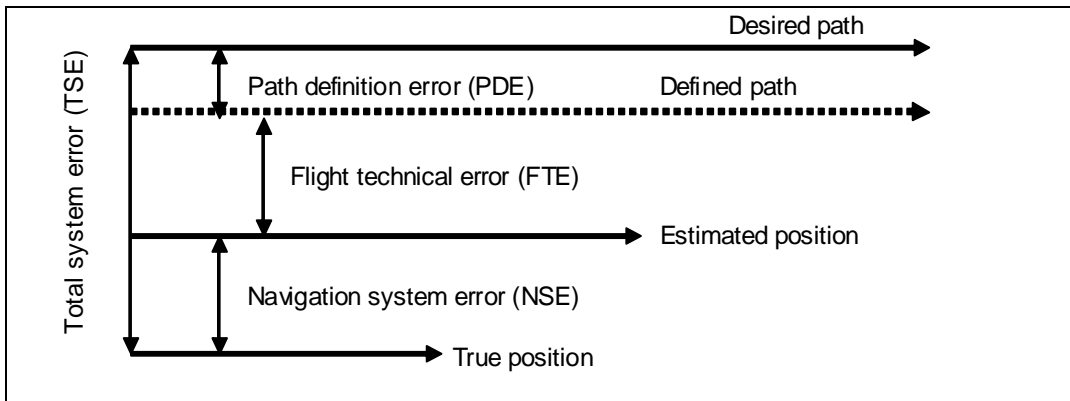 Desired path
Path definition error (PDE)
Defined path
Total system error (TSE)
Flight technical error (FTE)
Estimated position
Navigation system error (NSE)
True position